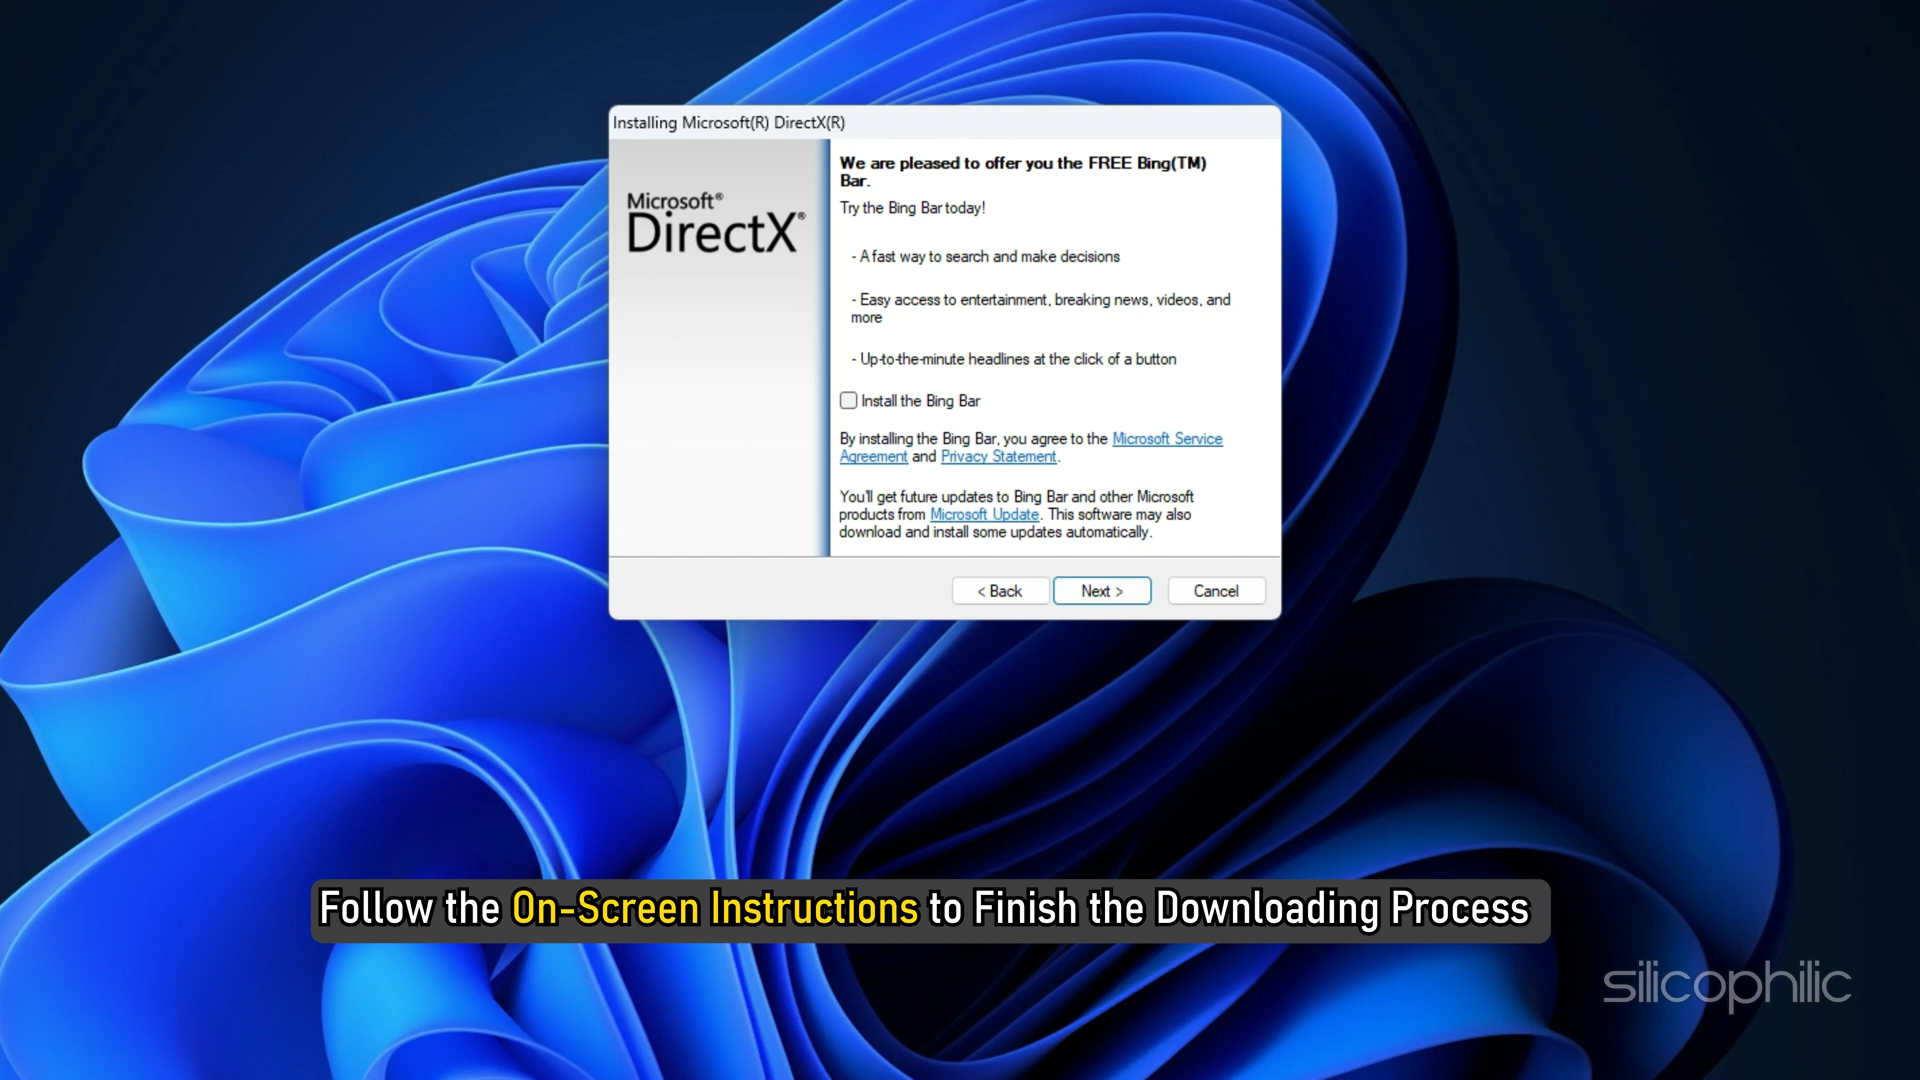 Installing Microsoft(R) DirectX(R)
Microsoft®
DirectX®
We are pleased to offer you the FREE Bing(TM)
Bar.
Try the Bing Bar today!
- A fast way to search and make decisions
- Easy access to entertainment, breaking news, videos, and
more
- Up-to-the-minute headlines at the click of a button
Install the Bing Bar
By installing the Bing Bar, you agree to the Microsoft Service
Agreement and Privacy Statement.
You'll get future updates to Bing Bar and other Microsoft
products from Microsoft Update. This software may also
download and install some updates automatically.
< Back
Next >
Cancel
Follow the On-Screen Instructions to Finish the Downloading Process
silicophilic